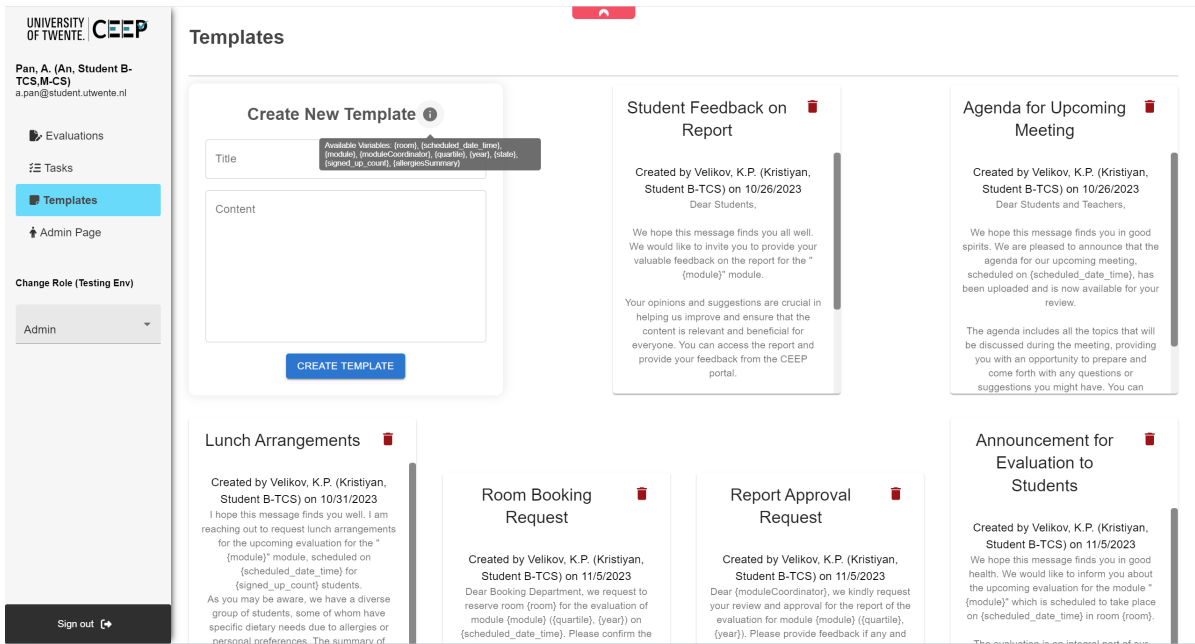 UNIVERSITY
OF TWENTE.
CEEP
Pan, A. (An, Student B-
TCS,M-CS)
a.pan@student.utwente.nl
Evaluations
Tasks
Templates
Admin Page
Change Role (Testing Env)
Admin
Sign out
Templates
Create New Template
Available Variables: {room}, {scheduled_date_time},
{module}, {moduleCoordinator}, {quartile}, {year}, {state},
{signed_up_count}, {allergiesSummary}
Title
Content
CREATE TEMPLATE
Student Feedback on
Report
Created by Velikov, K.P. (Kristiyan,
Student B-TCS) on 10/26/2023
Dear Students,
We hope this message finds you all well.
We would like to invite you to provide your
valuable feedback on the report for the "
{module}" module.
Your opinions and suggestions are crucial in
helping us improve and ensure that the
content is relevant and beneficial for
everyone. You can access the report and
provide your feedback from the CEEP
portal.
Agenda for Upcoming
Meeting
Created by Velikov, K.P. (Kristiyan,
Student B-TCS) on 10/26/2023
Dear Students and Teachers,
We hope this message finds you in good
spirits. We are pleased to announce that the
agenda for our upcoming meeting,
scheduled on {scheduled_date_time}, has
been uploaded and is now available for your
review.
The agenda includes all the topics that will
be discussed during the meeting, providing
you with an opportunity to prepare and
come forth with any questions or
suggestions you might have. You can
Lunch Arrangements
Created by Velikov, K.P. (Kristiyan,
Student B-TCS) on 10/31/2023
I hope this message finds you well. I am
reaching out to request lunch arrangements
for the upcoming evaluation for the "
{module}" module, scheduled on
{scheduled_date_time} for
{signed_up_count} students.
As you may be aware, we have a diverse
group of students, some of whom have
specific dietary needs due to allergies or
personal preferences. The summary of
Room Booking
Request
Created by Velikov, K.P. (Kristiyan,
Student B-TCS) on 11/5/2023
Dear Booking Department, we request to
reserve room {room} for the evaluation of
module {module} ({quartile}, {year}) on
{scheduled_date_time}. Please confirm the
Report Approval
Request
Created by Velikov, K.P. (Kristiyan,
Student B-TCS) on 11/5/2023
Dear {moduleCoordinator}, we kindly request
your review and approval for the report of the
evaluation for module {module} ({quartile},
{year}). Please provide feedback if any and
Announcement for
Evaluation to
Students
Created by Velikov, K.P. (Kristiyan,
Student B-TCS) on 11/5/2023
We hope this message finds you in good
health. We would like to inform you about
the upcoming evaluation for the module "
{module}" which is scheduled to take place
on {scheduled_date_time} in room {room}.
The evaluation is an integral part of our